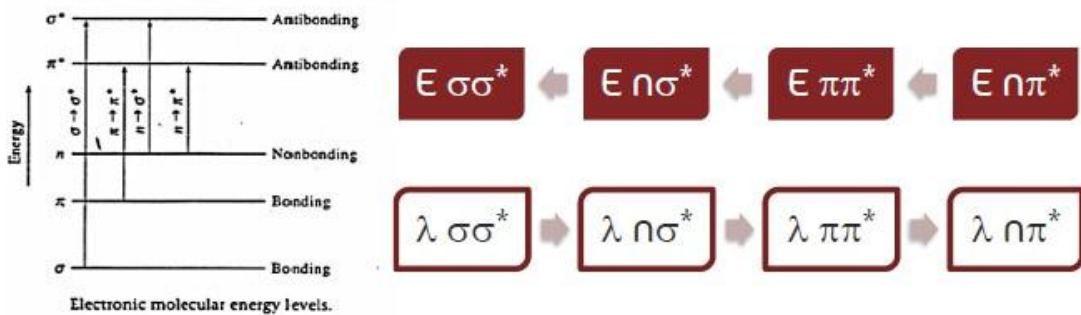 σ* Antibonding
π* Antibonding
Energy
σ → σ*
π → π*
n → σ*
n → π*
n Nonbonding
π Bonding
σ Bonding
Electronic molecular energy levels.
E σσ* E nσ* E ππ* E nπ*
λ σσ* λ nσ* λ ππ* λ nπ*